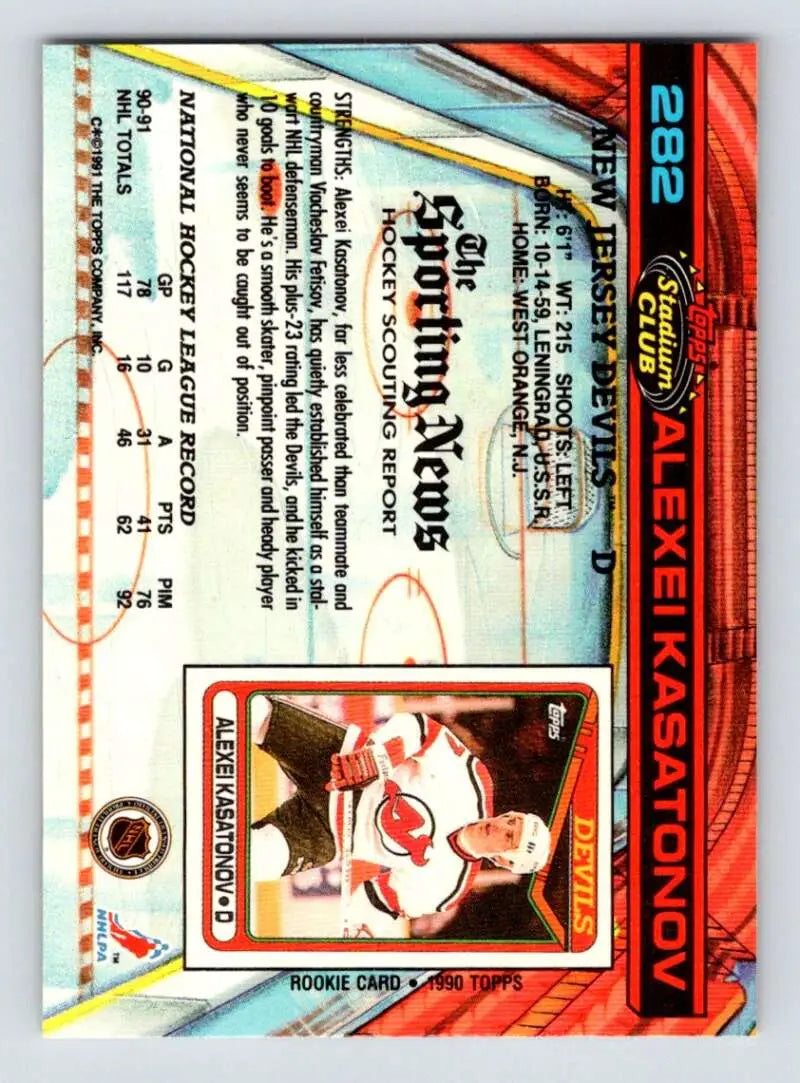 282
topps
Stadium
CLUB
ALEXEI KASATONOV
NEW JERSEY DEVILS™ D
HT: 6'1" WT: 215 SHOOTS: LEFT
BORN: 10-14-59, LENINGRAD, U.S.S.R.
HOME: WEST ORANGE, N.J.
The
Sporting News
HOCKEY SCOUTING REPORT
STRENGTHS: Alexei Kasatonov, far less celebrated than teammate and
countryman Viacheslav Fetisov, has quietly established himself as a stal-
wart NHL defenseman. His plus-23 rating led the Devils, and he kicked in
10 goals to boot. He's a smooth skater, pinpoint passer and heady player
who never seems to be caught out of position.
NATIONAL HOCKEY LEAGUE RECORD
GP G A PTS PIM
90-91 78 10 31 41 76
NHL TOTALS 117 16 46 62 92
C#©1991 THE TOPPS COMPANY, INC.
topps
DEVILS
ALEXEI KASATONOV • D
ROOKIE CARD • 1990 TOPPS
NHL
NHLPA™